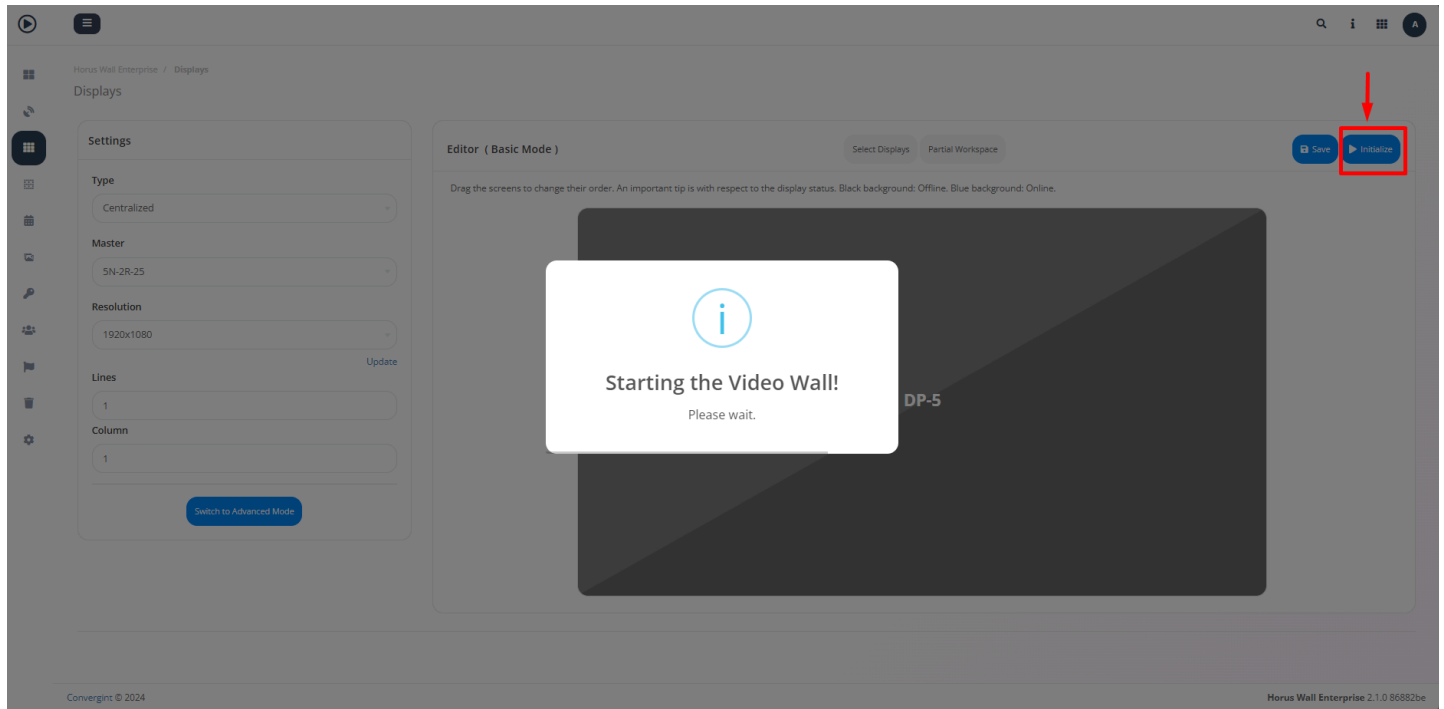 A
Horus Wall Enterprise / Displays
Displays
Settings
Type
Centralized
Master
5N-2R-25
Resolution
1920x1080
Update
Lines
1
Column
1
Switch to Advanced Mode
Editor ( Basic Mode )
Select Displays
Partial Workspace
Save
Initialize
Drag the screens to change their order. An important tip is with respect to the display status. Black background: Offline. Blue background: Online.
DP-5
i
Starting the Video Wall!
Please wait.
Convergint © 2024
Horus Wall Enterprise 2.1.0 86882be